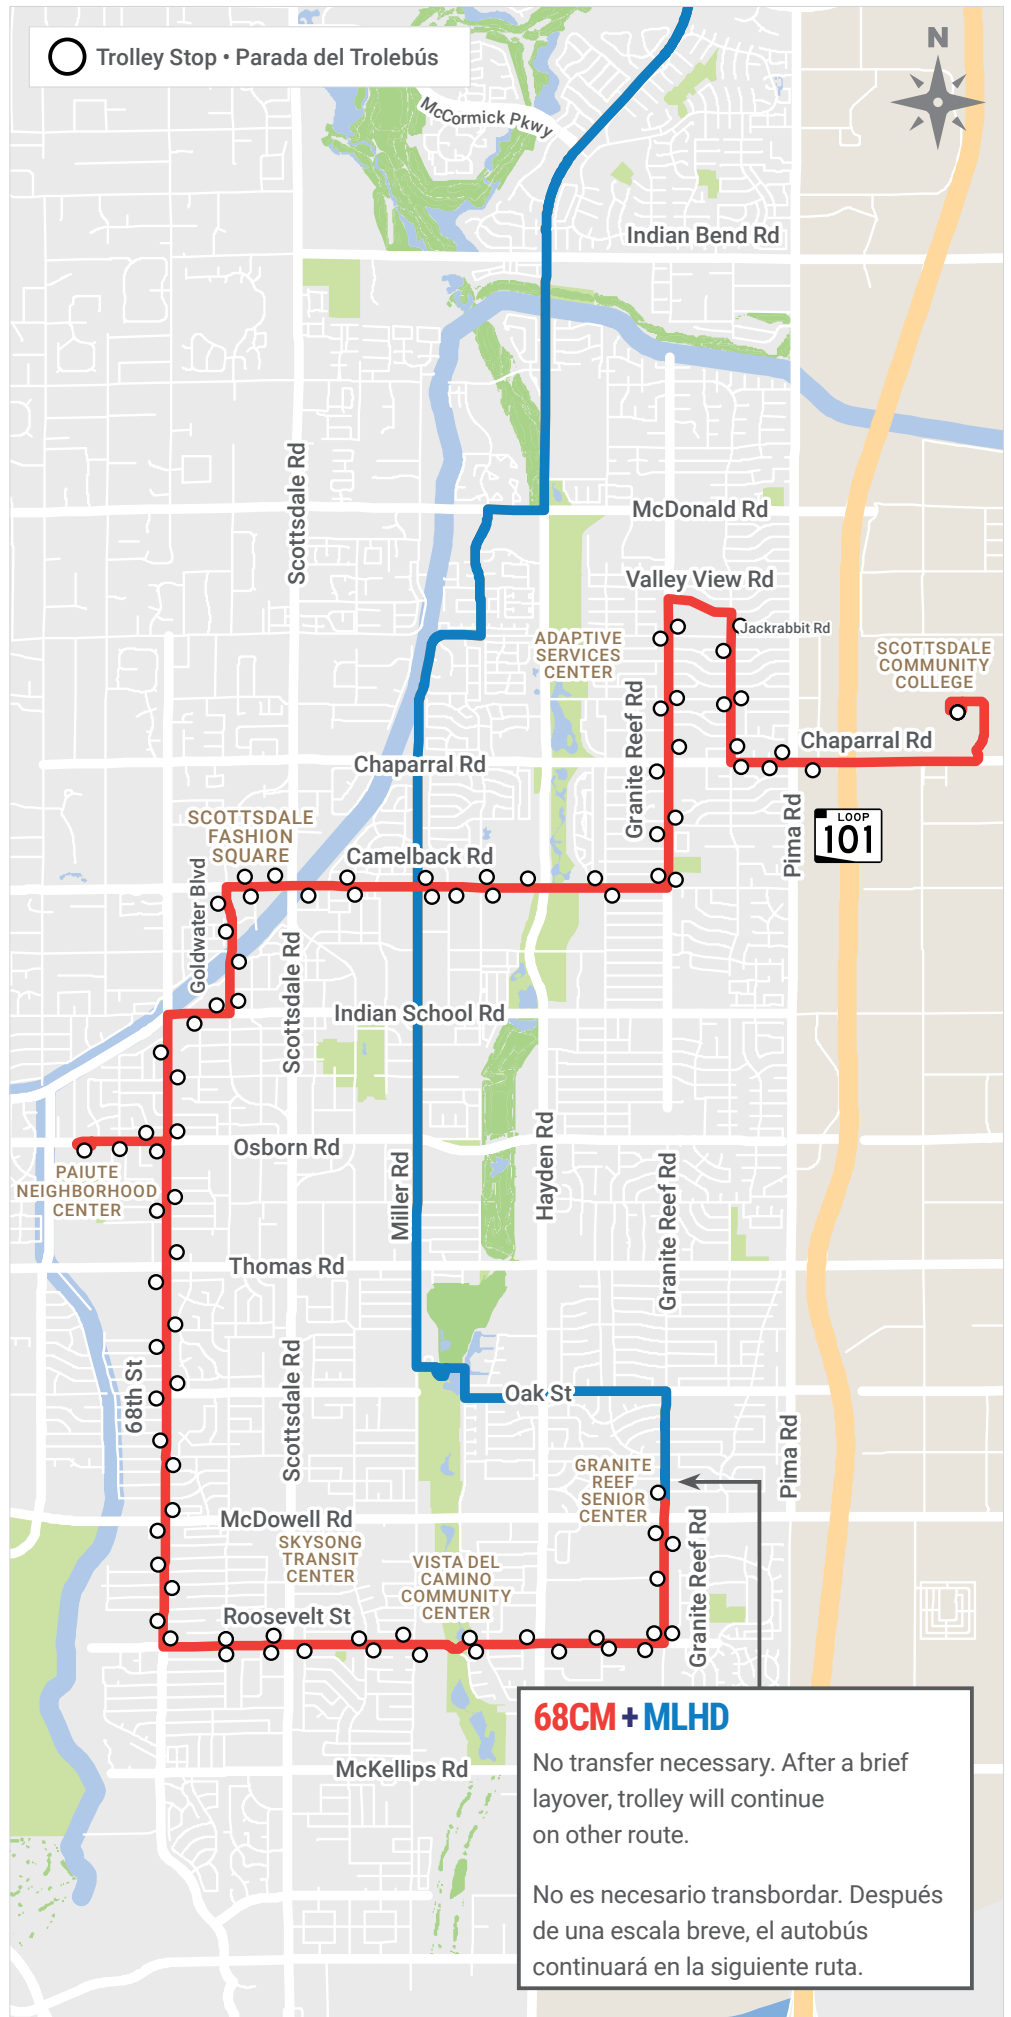 Trolley Stop • Parada del Trolebús
N
McCormick Pkwy
Indian Bend Rd
Scottsdale Rd
McDonald Rd
Valley View Rd
Jackrabbit Rd
ADAPTIVE
SERVICES
CENTER
SCOTTSDALE
COMMUNITY
COLLEGE
Granite Reef Rd
Chaparral Rd
Chaparral Rd
Pima Rd
LOOP
101
SCOTTSDALE
FASHION
SQUARE
Camelback Rd
Goldwater Blvd
Scottsdale Rd
Indian School Rd
Osborn Rd
Hayden Rd
Miller Rd
Granite Reef Rd
PAIUTE
NEIGHBORHOOD
CENTER
Thomas Rd
68th St
Scottsdale Rd
Oak St
Pima Rd
GRANITE
REEF
SENIOR
CENTER
McDowell Rd
SKYSONG
TRANSIT
CENTER
VISTA DEL
CAMINO
COMMUNITY
CENTER
Granite Reef Rd
Roosevelt St
McKellips Rd
68CM + MLHD
No transfer necessary. After a brief
layover, trolley will continue
on other route.
No es necesario transbordar. Después
de una escala breve, el autobús
continuará en la siguiente ruta.